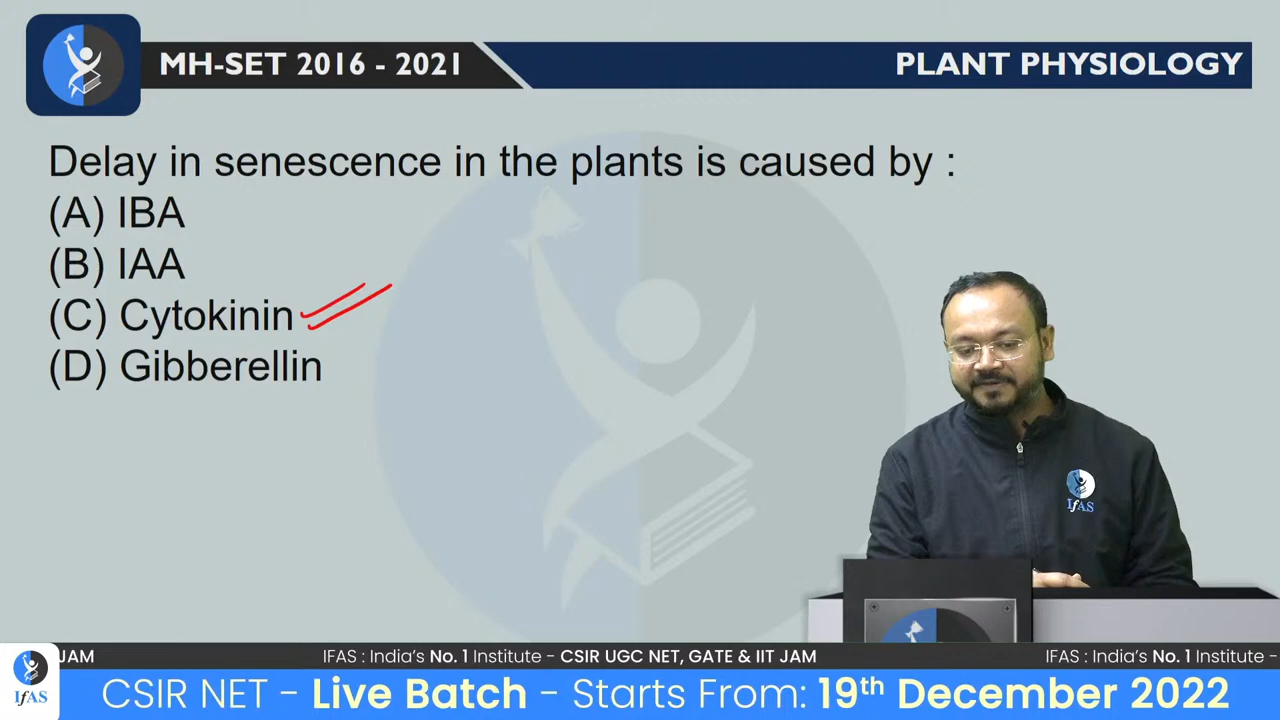 MH-SET 2016 - 2021
PLANT PHYSIOLOGY
Delay in senescence in the plants is caused by :
(A) IBA
(B) IAA
(C) Cytokinin
(D) Gibberellin
IfAS
JAM
IFAS : India's No. 1 Institute - CSIR UGC NET, GATE & IIT JAM
IFAS : India's No. 1 Institute -
IfAS
CSIR NET - Live Batch - Starts From: 19th December 2022